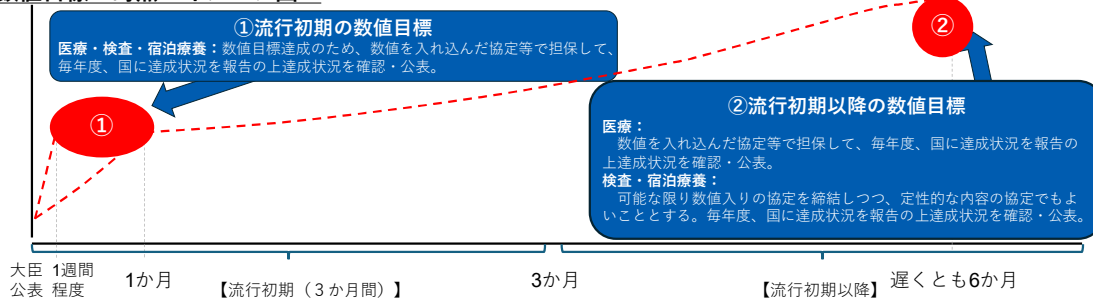 ①流行初期の数値目標
医療・検査・宿泊療養：数値目標達成のため、数値を入れ込んだ協定等で担保して、
毎年度、国に達成状況を報告の上達成状況を確認・公表。
②
①
②流行初期以降の数値目標
医療：
数値を入れ込んだ協定等で担保して、毎年度、国に達成状況を報告の
上達成状況を確認・公表。
検査・宿泊療養：
可能な限り数値入りの協定を締結しつつ、定性的な内容の協定でもよ
いこととする。毎年度、国に達成状況を報告の上達成状況を確認・公表。
大臣
公表
1週間
程度
1か月
【流行初期（３か月間）】
3か月
【流行初期以降】
遅くとも6か月